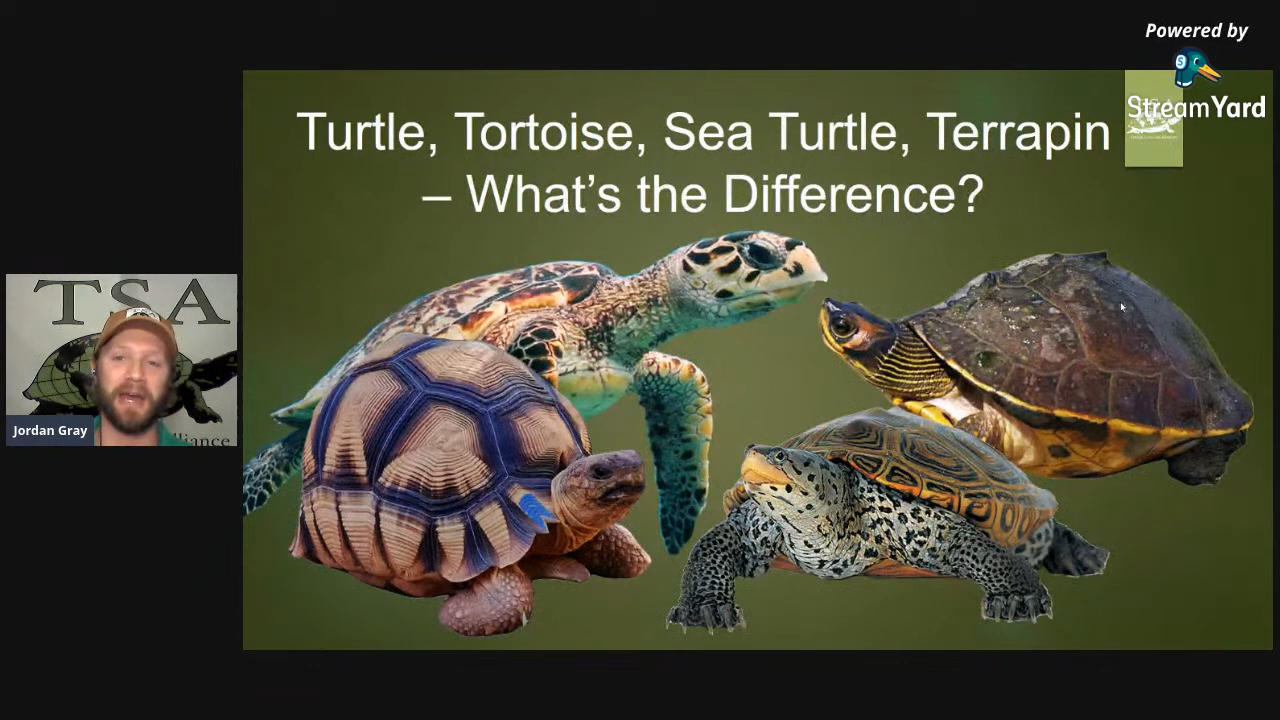 Powered by
StreamYard
Turtle, Tortoise, Sea Turtle, Terrapin
– What's the Difference?
TSA
Jordan Gray
lliance